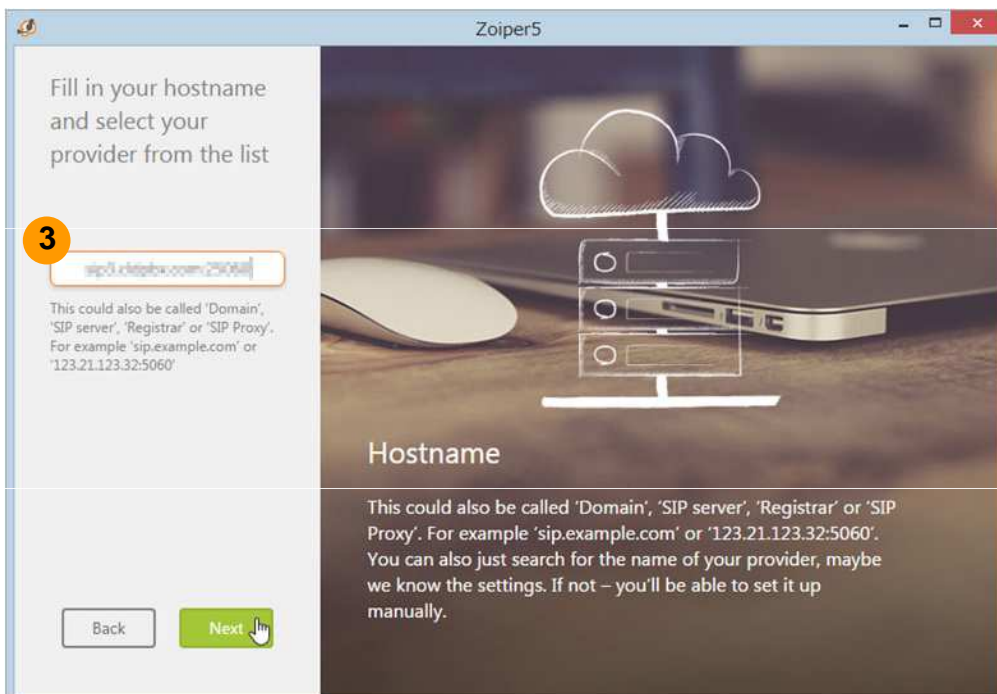 Zoiper5
Fill in your hostname
and select your
provider from the list
3
This could also be called 'Domain',
'SIP server', 'Registrar' or 'SIP Proxy'.
For example 'sip.example.com' or
'123.21.123.32:5060'
Back
Next
Hostname
This could also be called ‘Domain’, ‘SIP server’, ‘Registrar’ or ‘SIP
Proxy’. For example ‘sip.example.com’ or ‘123.21.123.32:5060’.
You can also just search for the name of your provider, maybe
we know the settings. If not – you’ll be able to set it up
manually.